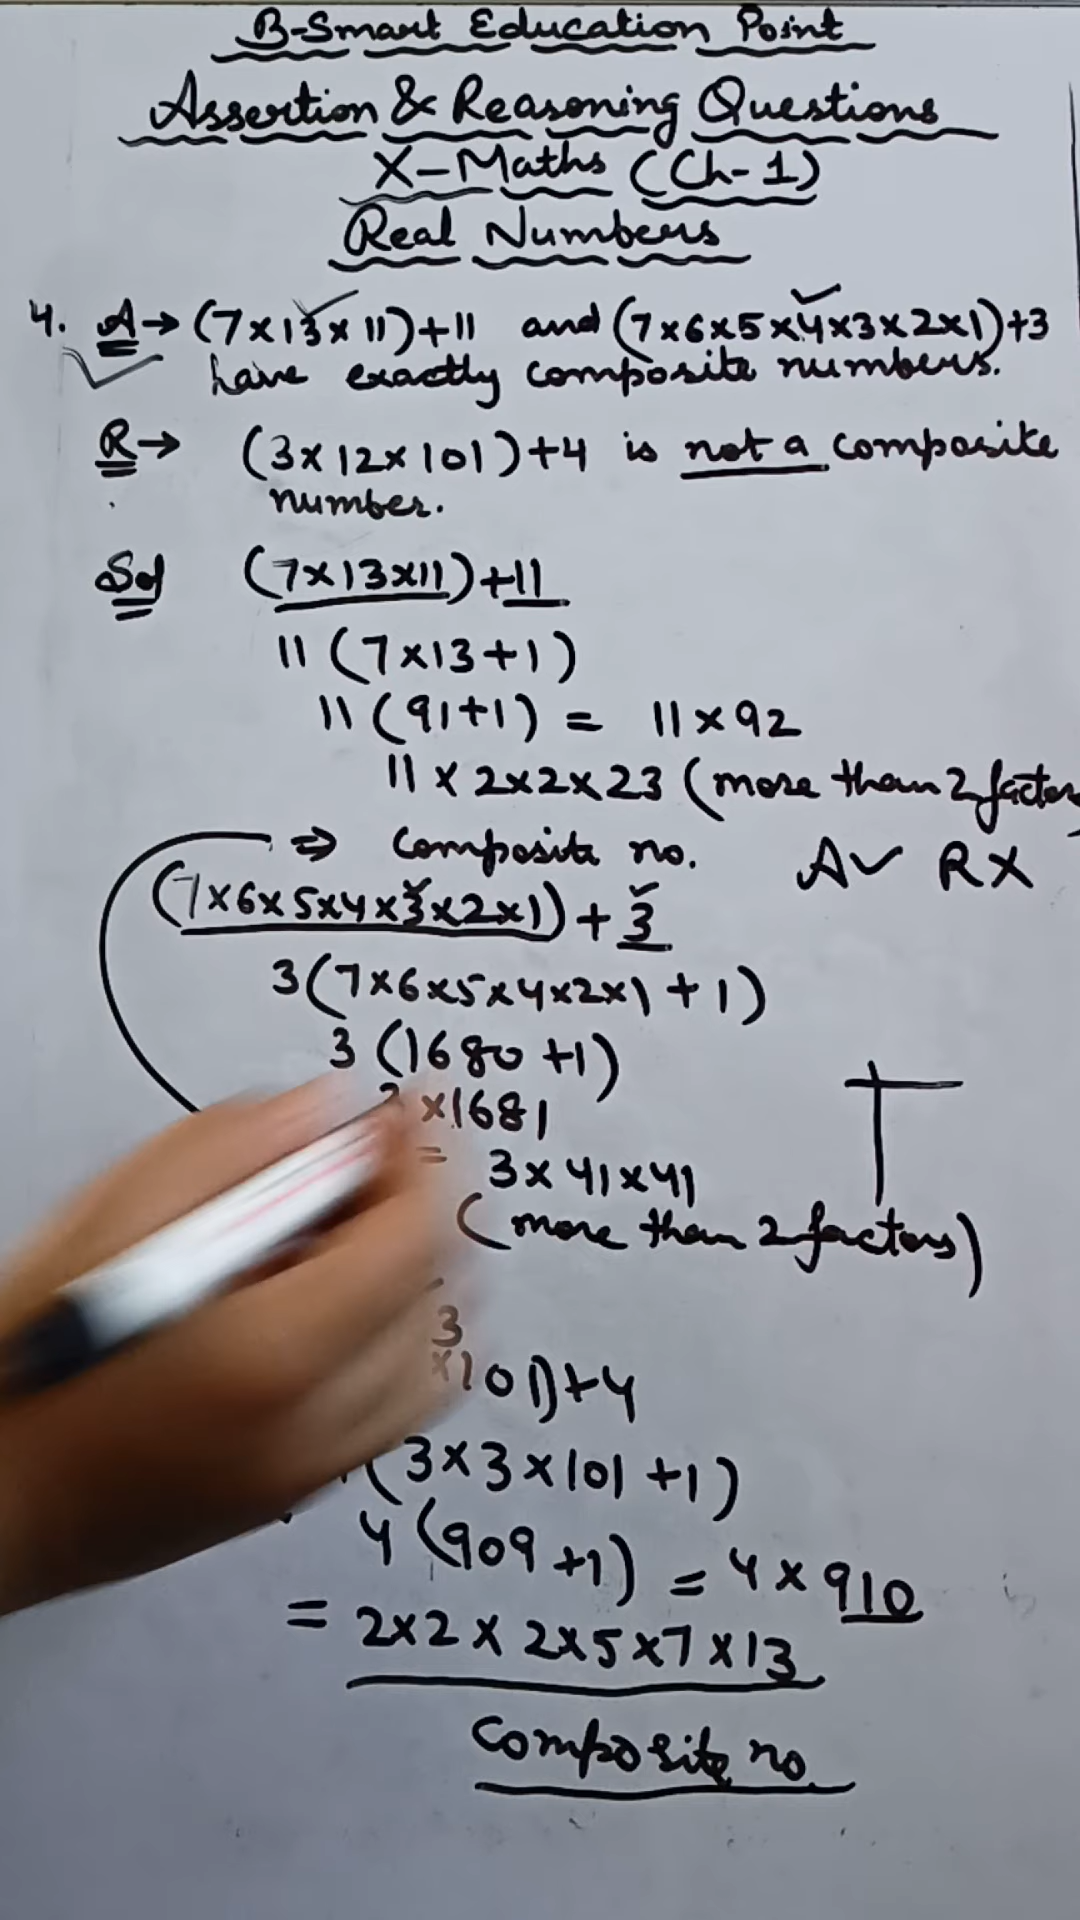 B-Smart Education Point
Assertion & Reasoning Questions
X-Maths (Ch-1)
Real Numbers
4. A→ (7×13×11)+11 and (7×6×5×4×3×2×1)+3
have exactly composite numbers.
R→ (3×12×101)+4 is not a composite
number.
Sol (7×13×11)+11
11(7×13+1)
11(91+1) = 11×92
11×2×2×23 (more than 2 factors
⇒ Composite no. A✓ R×
(7×6×5×4×3×2×1)+3
3(7×6×5×4×2×1+1)
3(1680+1)
×1681
= 3×41×41
(more than 2 factors)
3
×101)+4
(3×3×101+1)
4(909+1) = 4×910
= 2×2×2×5×7×13
Composite no.